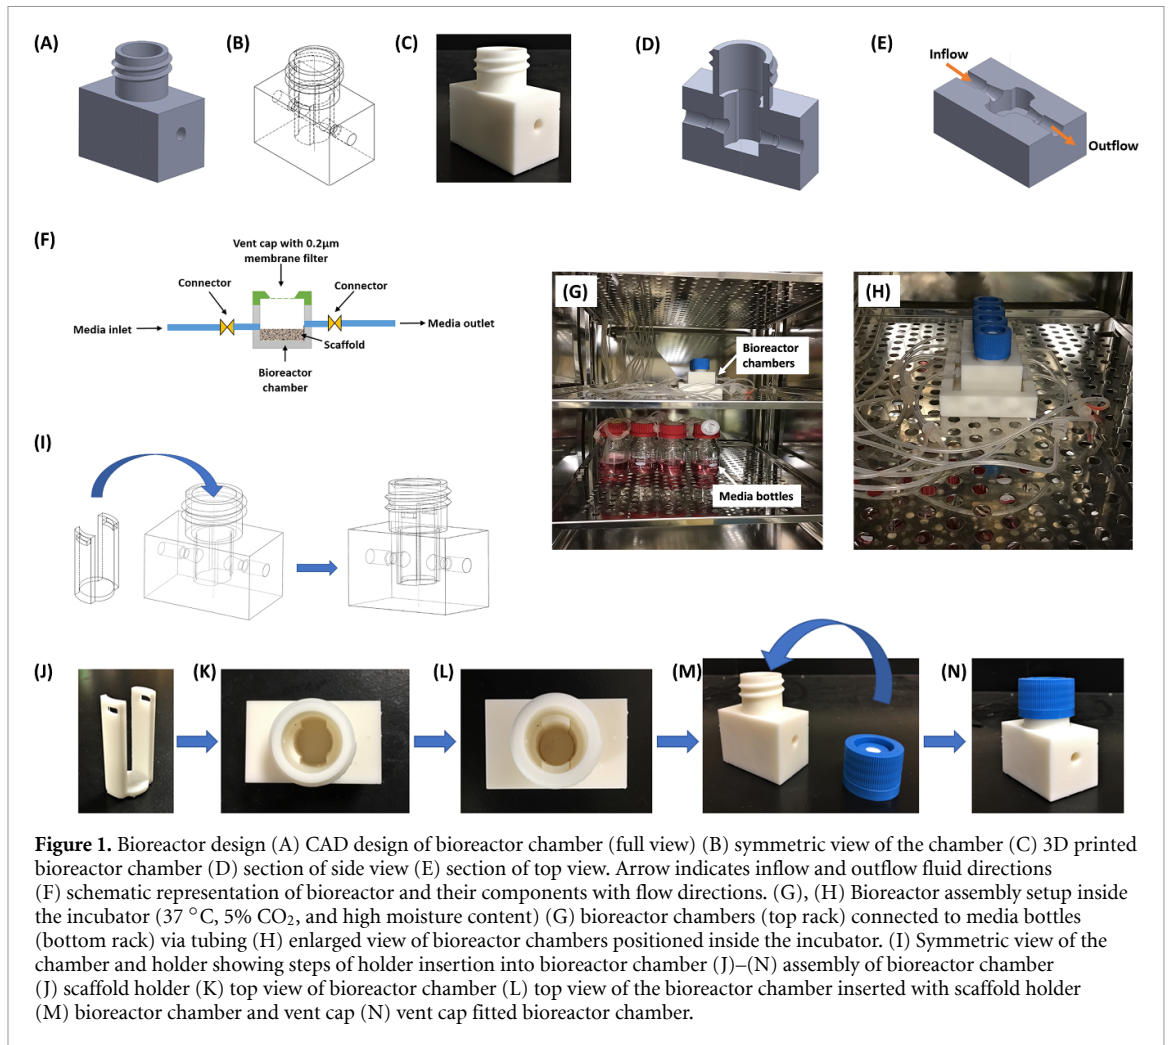 (A)
(B)
(C)
(D)
(E)
Inflow
Outflow
(F)
Vent cap with 0.2μm
membrane filter
Connector
Connector
Media inlet
Media outlet
Scaffold
Bioreactor
chamber
(G)
Bioreactor
chambers
Media bottles
(H)
(I)
(J)
(K)
(L)
(M)
(N)
Figure 1. Bioreactor design (A) CAD design of bioreactor chamber (full view) (B) symmetric view of the chamber (C) 3D printed
bioreactor chamber (D) section of side view (E) section of top view. Arrow indicates inflow and outflow fluid directions
(F) schematic representation of bioreactor and their components with flow directions. (G), (H) Bioreactor assembly setup inside
the incubator (37 °C, 5% CO₂, and high moisture content) (G) bioreactor chambers (top rack) connected to media bottles
(bottom rack) via tubing (H) enlarged view of bioreactor chambers positioned inside the incubator. (I) Symmetric view of the
chamber and holder showing steps of holder insertion into bioreactor chamber (J)–(N) assembly of bioreactor chamber
(J) scaffold holder (K) top view of bioreactor chamber (L) top view of the bioreactor chamber inserted with scaffold holder
(M) bioreactor chamber and vent cap (N) vent cap fitted bioreactor chamber.